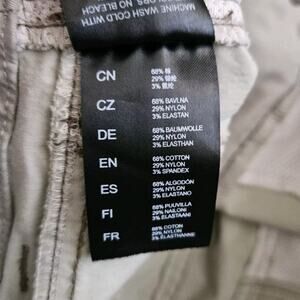 MACHINE WASH COLD WITH
COLORS, NO BLEACH
CN
68% 棉
29% 锦纶
3% 氨纶
CZ
68% BAVLNA
29% NYLON
3% ELASTAN
DE
68% BAUMWOLLE
29% NYLON
3% ELASTHAN
EN
68% COTTON
29% NYLON
3% SPANDEX
ES
68% ALGODÓN
29% NYLON
3% ELASTANO
FI
68% PUUVILLA
29% NAILONI
3% ELASTAANI
FR
68% COTON
29% NYLON
3% ELASTHANNE